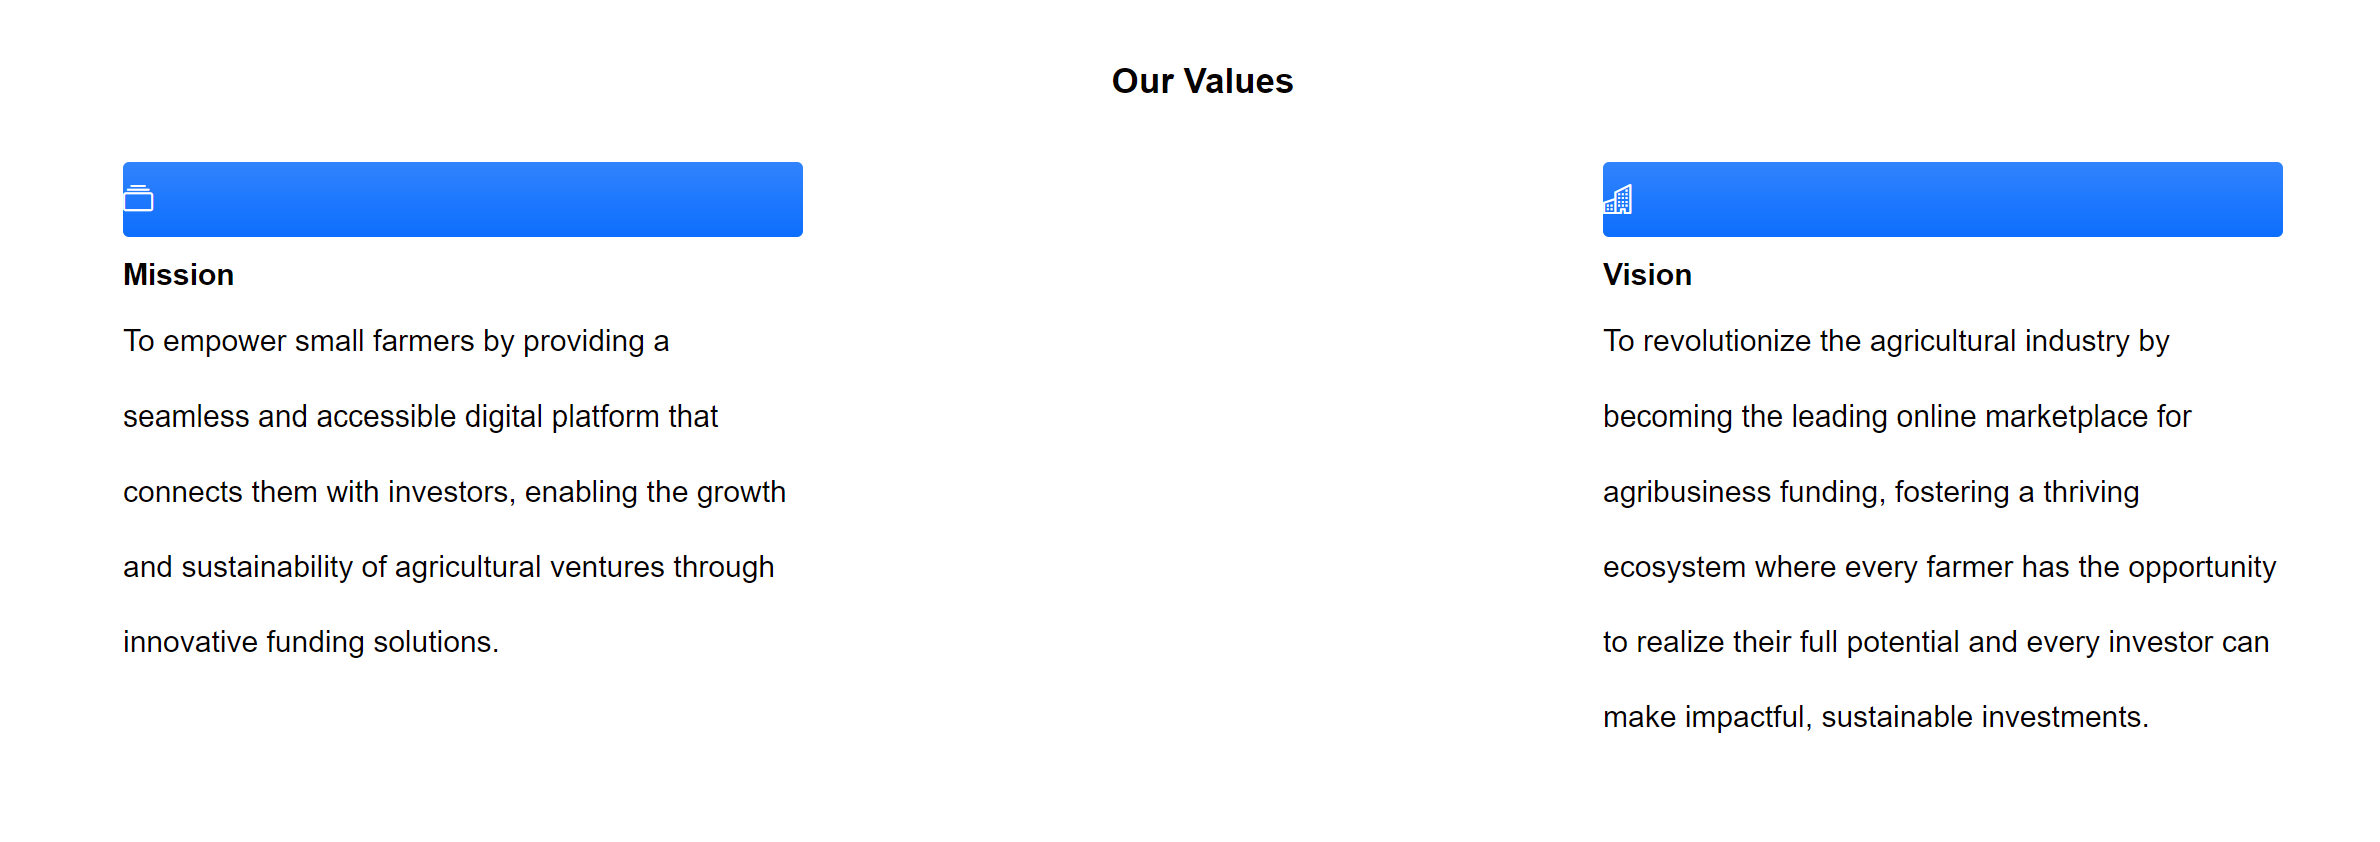 Our Values
Mission
To empower small farmers by providing a
seamless and accessible digital platform that
connects them with investors, enabling the growth
and sustainability of agricultural ventures through
innovative funding solutions.
Vision
To revolutionize the agricultural industry by
becoming the leading online marketplace for
agribusiness funding, fostering a thriving
ecosystem where every farmer has the opportunity
to realize their full potential and every investor can
make impactful, sustainable investments.